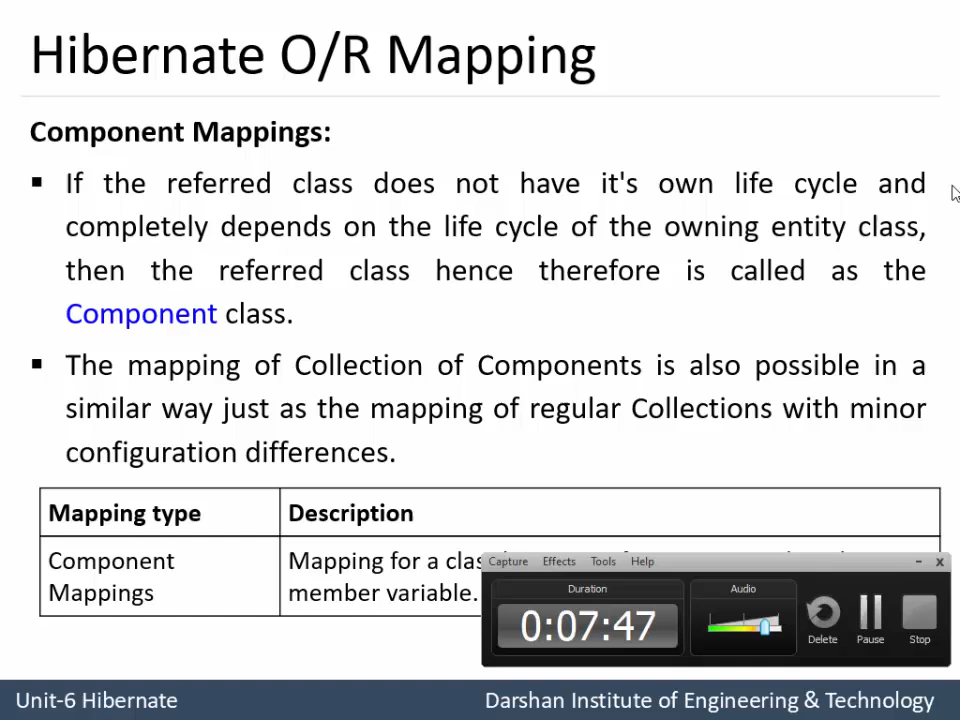 Hibernate O/R Mapping
Component Mappings:
▪ If the referred class does not have it's own life cycle and
completely depends on the life cycle of the owning entity class,
then the referred class hence therefore is called as the
Component class.
▪ The mapping of Collection of Components is also possible in a
similar way just as the mapping of regular Collections with minor
configuration differences.
Mapping type Description
Component Mappings Mapping for a
member variable.
Capture Effects Tools Help
Duration Audio
0:07:47
Delete Pause Stop
Unit-6 Hibernate Darshan Institute of Engineering & Technology